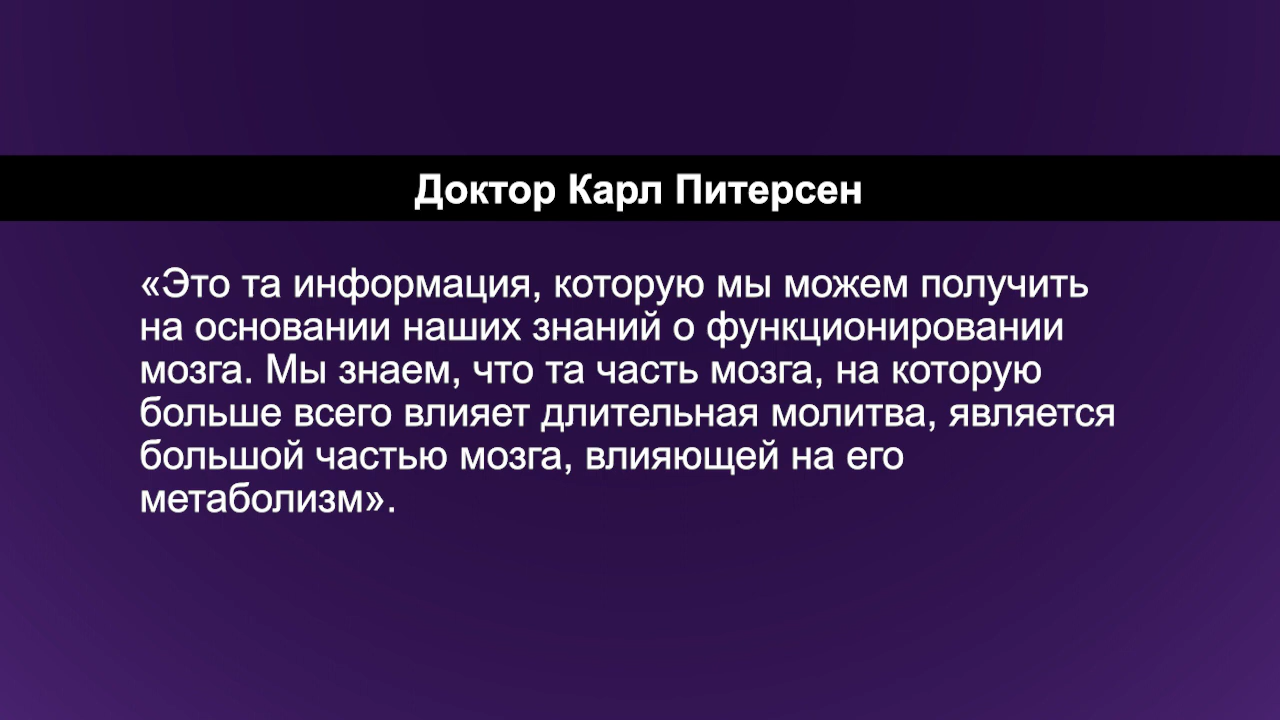 Доктор Карл Питерсен
«Это та информация, которую мы можем получить
на основании наших знаний о функционировании
мозга. Мы знаем, что та часть мозга, на которую
больше всего влияет длительная молитва, является
большой частью мозга, влияющей на его
метаболизм».